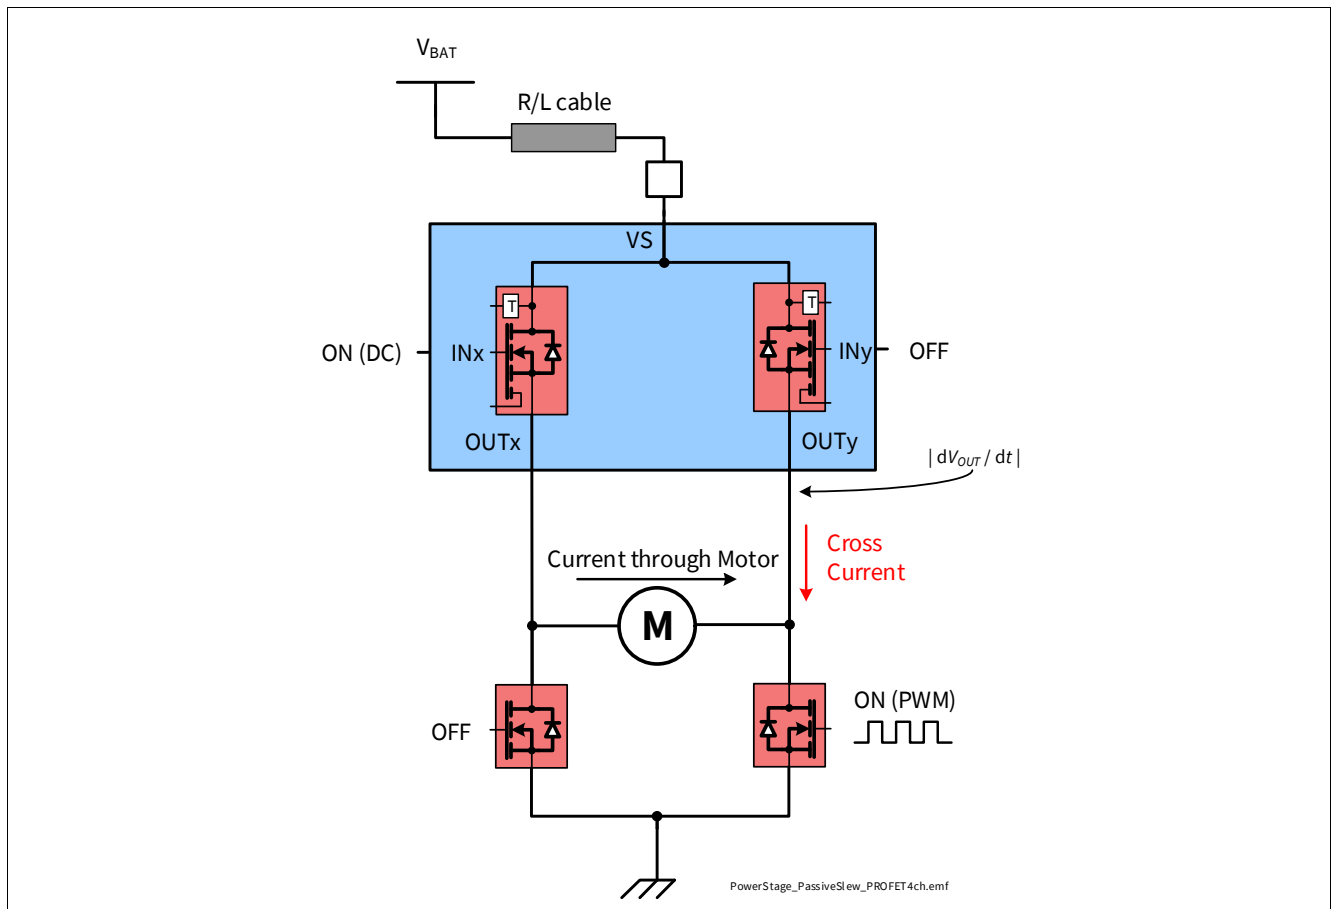 VBAT
R/L cable
VS
T
T
ON (DC)
INx
INy
OFF
OUTx
OUTy
| dVOUT / dt |
Cross
Current
Current through Motor
M
OFF
ON (PWM)
PowerStage_PassiveSlew_PROFET4ch.emf